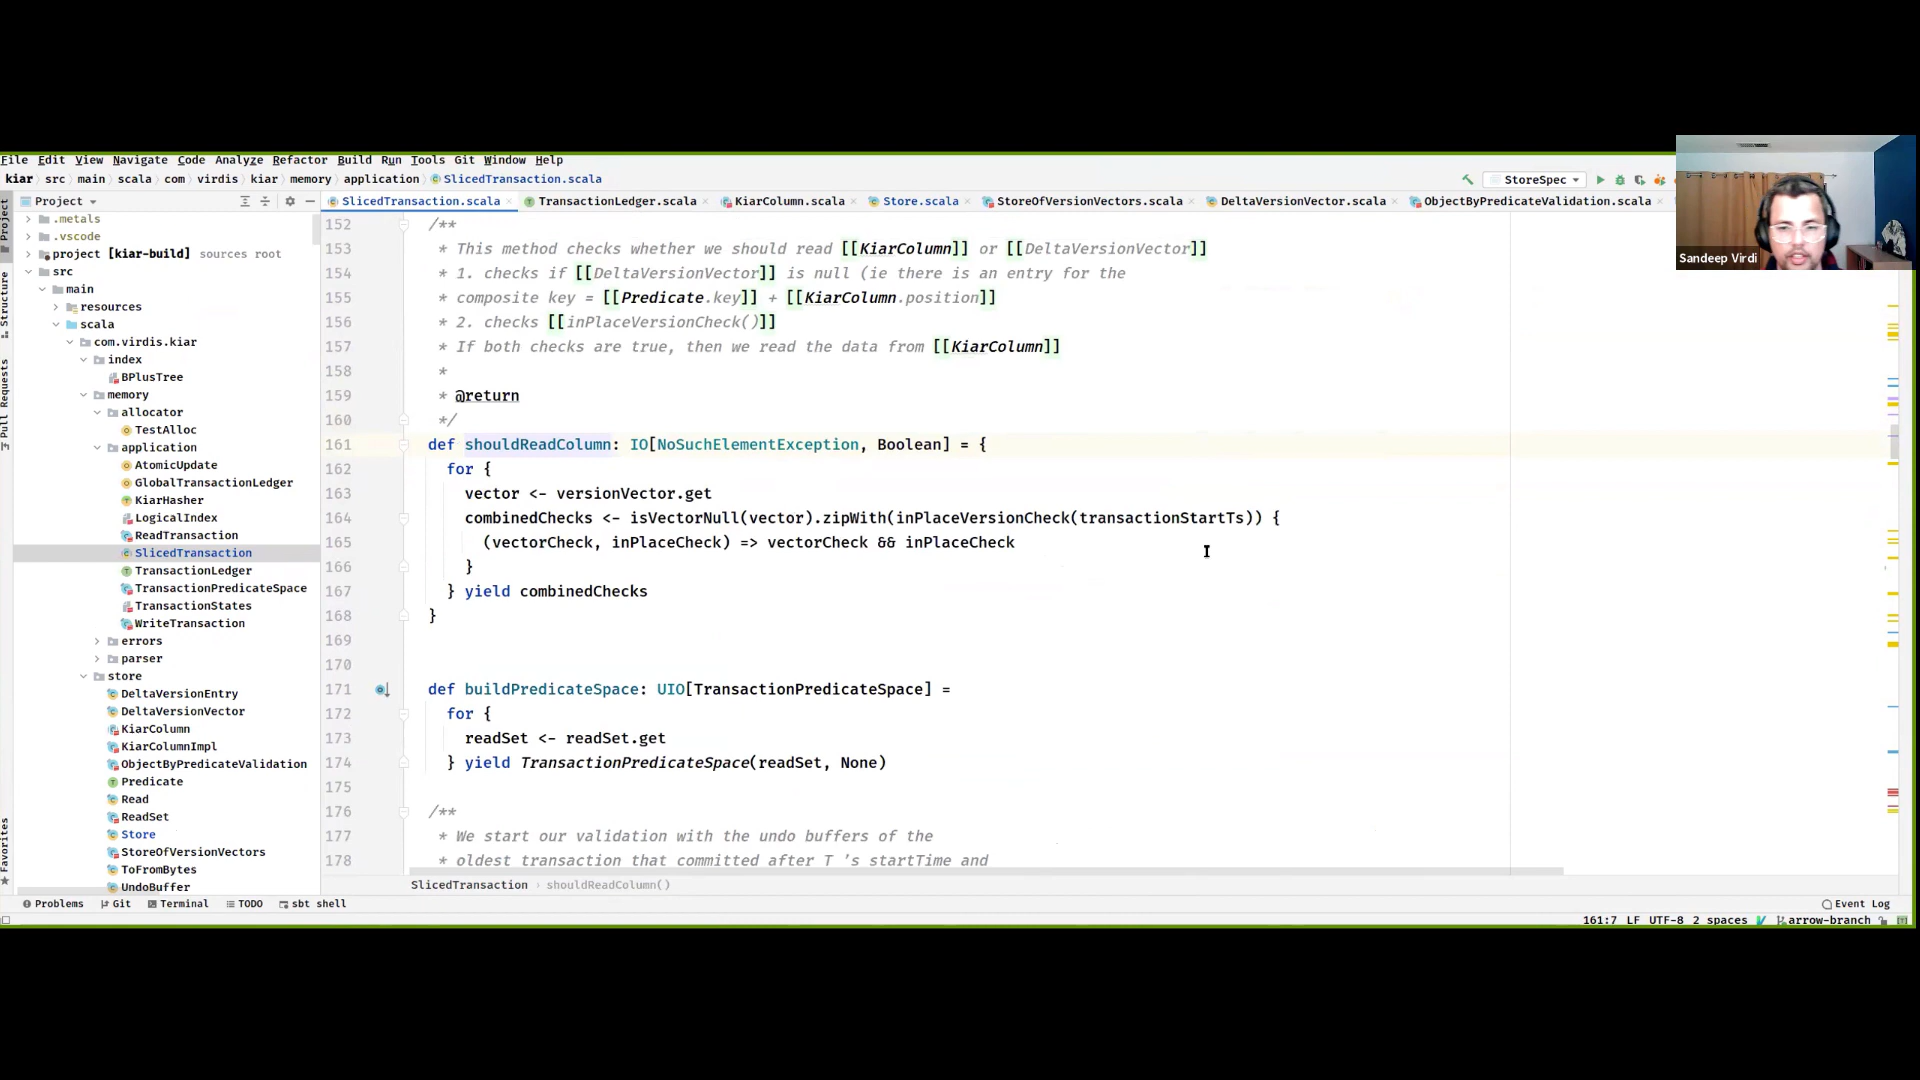 File Edit View Navigate Code Analyze Refactor Build Run Tools Git Window Help
kiar src main scala com virdis kiar memory application SlicedTransaction.scala
StoreSpec
Project
SlicedTransaction.scala TransactionLedger.scala KiarColumn.scala Store.scala StoreOfVersionVectors.scala DeltaVersionVector.scala ObjectByPredicateValidation.scala
Sandeep Virdi
Project
Structure
Pull Requests
Favorites
.metals
.vscode
project [kiar-build] sources root
src
main
resources
scala
com.virdis.kiar
index
BPlusTree
memory
allocator
TestAlloc
application
AtomicUpdate
GlobalTransactionLedger
KiarHasher
LogicalIndex
ReadTransaction
SlicedTransaction
TransactionLedger
TransactionPredicateSpace
TransactionStates
WriteTransaction
errors
parser
store
DeltaVersionEntry
DeltaVersionVector
KiarColumn
KiarColumnImpl
ObjectByPredicateValidation
Predicate
Read
ReadSet
Store
StoreOfVersionVectors
ToFromBytes
UndoBuffer
152 /**
153 * This method checks whether we should read [[KiarColumn]] or [[DeltaVersionVector]]
154 * 1. checks if [[DeltaVersionVector]] is null (ie there is an entry for the
155 * composite key = [[Predicate.key]] + [[KiarColumn.position]]
156 * 2. checks [[inPlaceVersionCheck()]]
157 * If both checks are true, then we read the data from [[KiarColumn]]
158 *
159 * @return
160 */
161 def shouldReadColumn: IO[NoSuchElementException, Boolean] = {
162 for {
163 vector <- versionVector.get
164 combinedChecks <- isVectorNull(vector).zipWith(inPlaceVersionCheck(transactionStartTs)) {
165 (vectorCheck, inPlaceCheck) => vectorCheck && inPlaceCheck
166 }
167 } yield combinedChecks
168 }
169
170
171 def buildPredicateSpace: UIO[TransactionPredicateSpace] =
172 for {
173 readSet <- readSet.get
174 } yield TransactionPredicateSpace(readSet, None)
175
176 /**
177 * We start our validation with the undo buffers of the
178 * oldest transaction that committed after T ’s startTime and
SlicedTransaction shouldReadColumn()
Problems Git Terminal TODO sbt shell Event Log
161:7 LF UTF-8 2 spaces arrow-branch